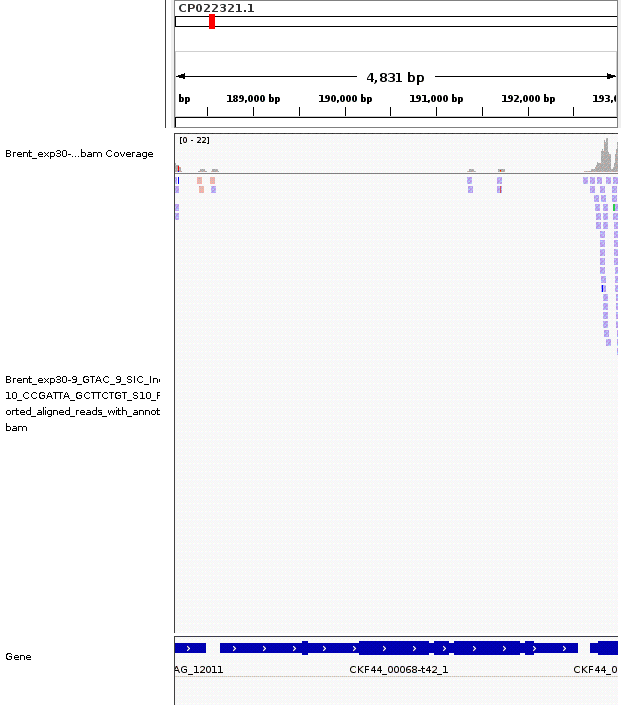 CP022321.1
4,831 bp
bp 189,000 bp 190,000 bp 191,000 bp 192,000 bp 193,0
[0 - 22]
Brent_exp30-...bam Coverage
Brent_exp30-9_GTAC_9_SIC_Ind
10_CCGATTA_GCTTCTGT_S10_R
orted_aligned_reads_with_annot
bam
Gene
AG_12011 CKF44_00068-t42_1 CKF44_0